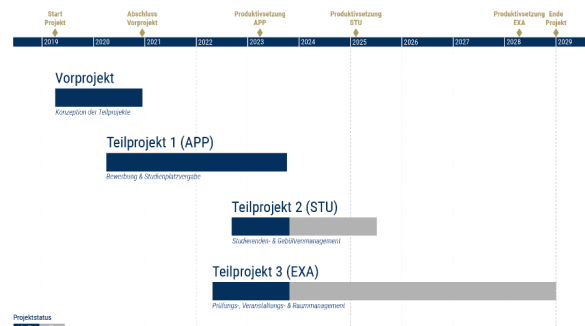 Start Projekt
Abschluss Vorprojekt
Produktivsetzung APP
Produktivsetzung STU
Produktivsetzung EXA
Ende Projekt
2019 2020 2021 2022 2023 2024 2025 2026 2027 2028 2029
Vorprojekt
Konzeption der Teilprojekte
Teilprojekt 1 (APP)
Bewerbung & Studienplatzvergabe
Teilprojekt 2 (STU)
Studierenden- & Gebührenmanagement
Teilprojekt 3 (EXA)
Prüfungs-, Veranstaltungs- & Raummanagement
Projektstatus